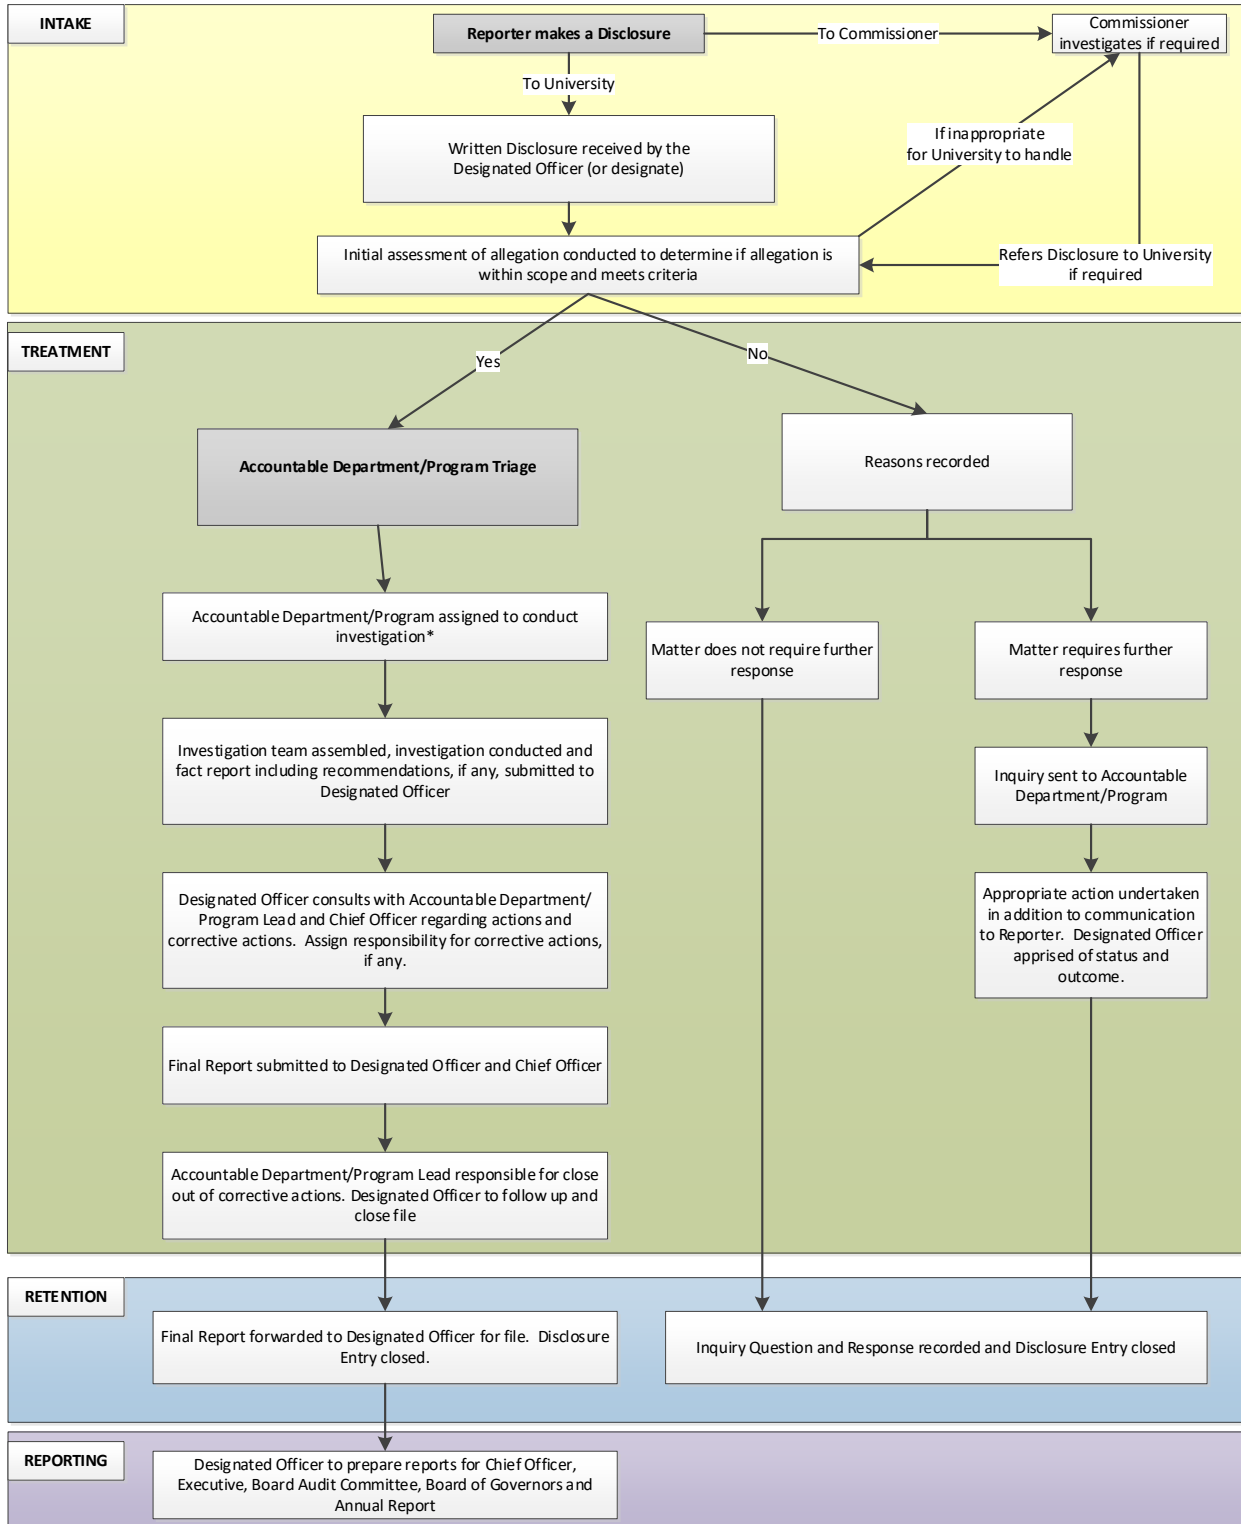 INTAKE
Reporter makes a Disclosure
To Commissioner
Commissioner
investigates if required
To University
Written Disclosure received by the
Designated Officer (or designate)
If inappropriate
for University to handle
Initial assessment of allegation conducted to determine if allegation is
within scope and meets criteria
Refers Disclosure to University
if required
TREATMENT
Yes
No
Accountable Department/Program Triage
Reasons recorded
Accountable Department/Program assigned to conduct
investigation*
Matter does not require further
response
Matter requires further
response
Investigation team assembled, investigation conducted and
fact report including recommendations, if any, submitted to
Designated Officer
Inquiry sent to Accountable
Department/Program
Designated Officer consults with Accountable Department/
Program Lead and Chief Officer regarding actions and
corrective actions.  Assign responsibility for corrective actions,
if any.
Appropriate action undertaken
in addition to communication
to Reporter.  Designated Officer
apprised of status and
outcome.
Final Report submitted to Designated Officer and Chief Officer
Accountable Department/Program Lead responsible for close
out of corrective actions. Designated Officer to follow up and
close file
RETENTION
Final Report forwarded to Designated Officer for file.  Disclosure
Entry closed.
Inquiry Question and Response recorded and Disclosure Entry closed
REPORTING
Designated Officer to prepare reports for Chief Officer,
Executive, Board Audit Committee, Board of Governors and
Annual Report